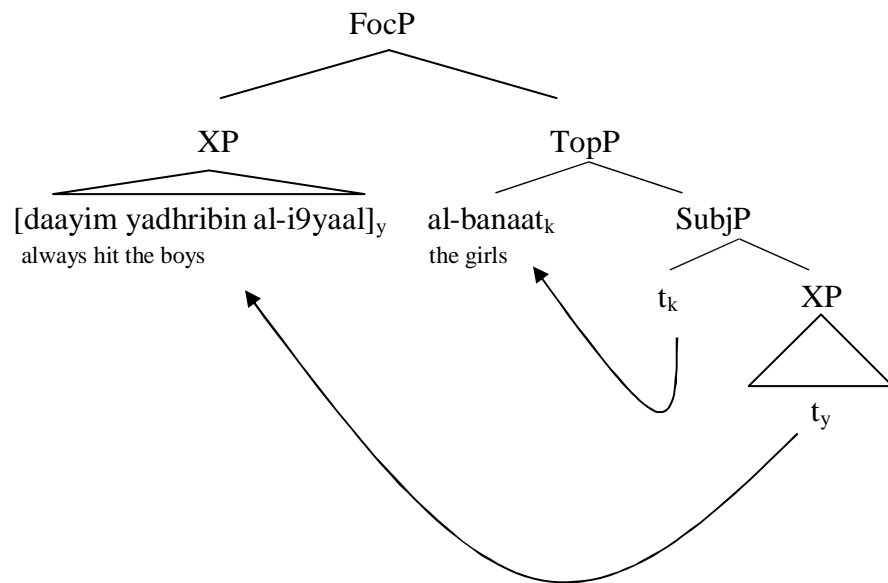 FocP
XP TopP
[daayim yadhribin al-i9yaal]y al-banaatk SubjP
always hit the boys the girls
tk XP
ty